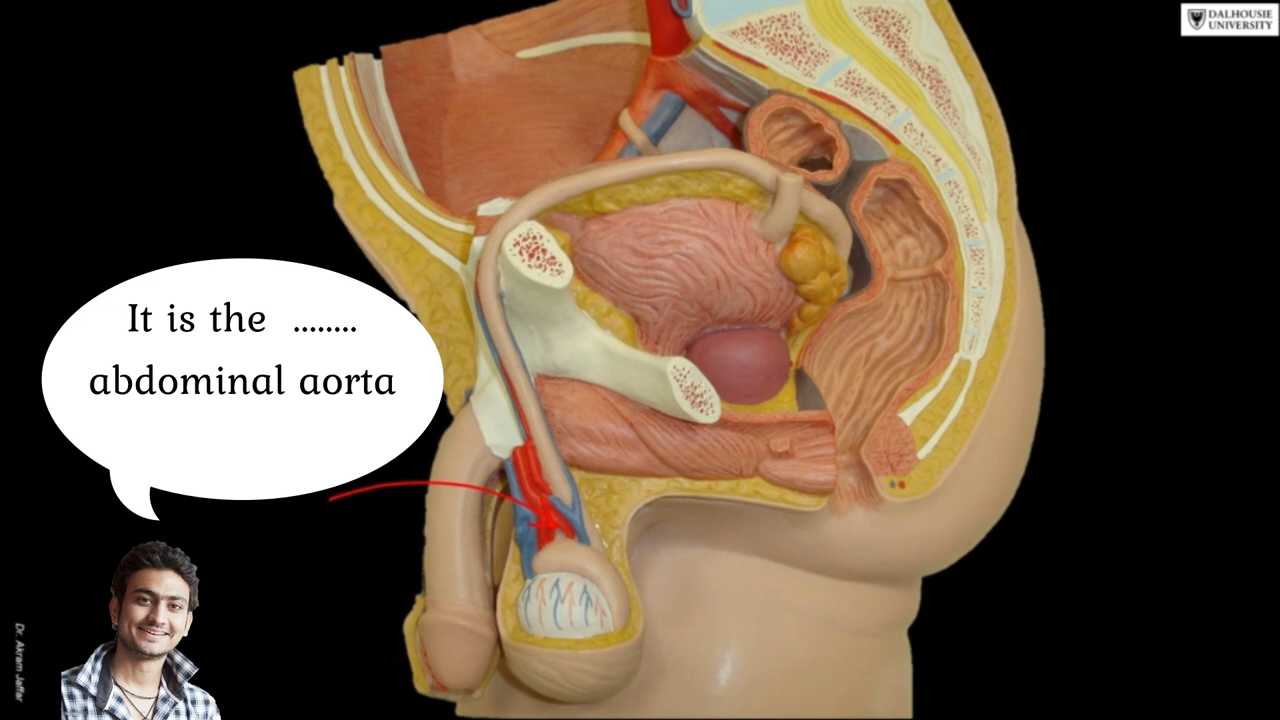 DALHOUSIE
UNIVERSITY
It is the ........
abdominal aorta
Dr. Akram Jaffar